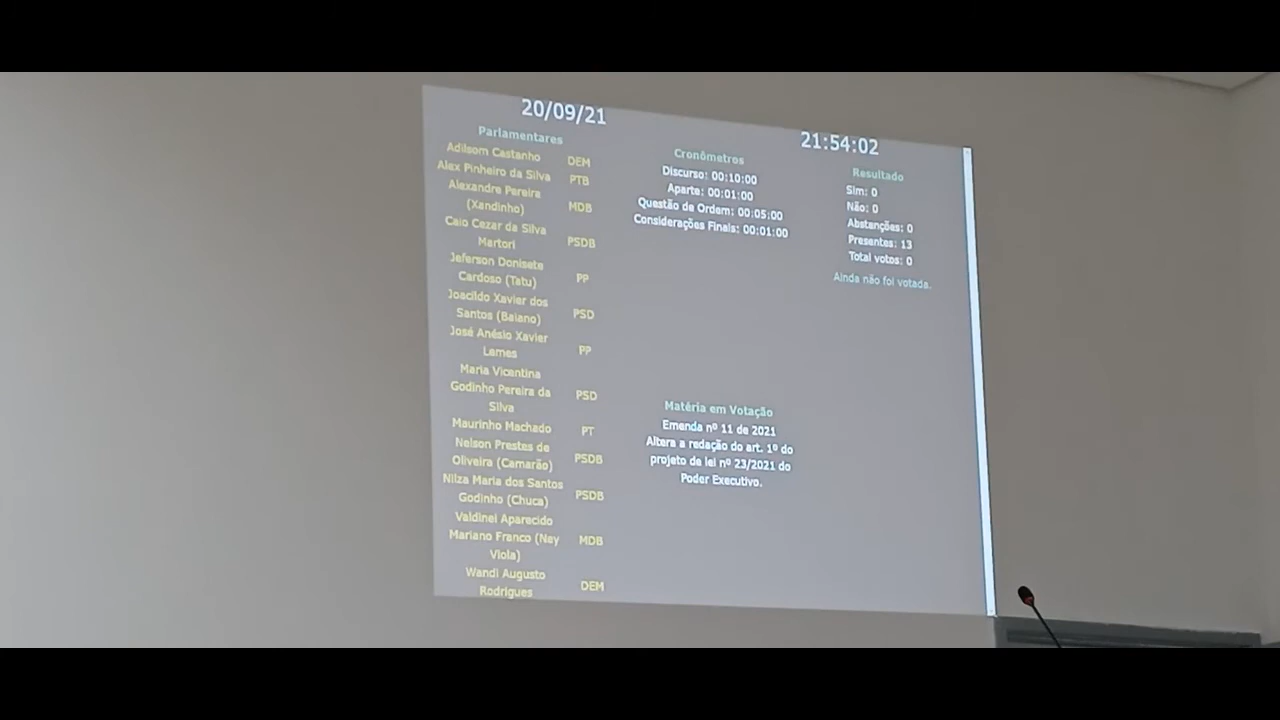 20/09/21
21:54:02
Parlamentares
Adilsom Castanho DEM
Alex Pinheiro da Silva PTB
Alexandre Pereira
(Xandinho) MDB
Caio Cezar da Silva
Martori PSDB
Jeferson Donisete
Cardoso (Tatu) PP
Joacildo Xavier dos
Santos (Baiano) PSD
José Anésio Xavier
Lemes PP
Maria Vicentina
Godinho Pereira da
Silva PSD
Maurinho Machado PT
Nelson Prestes de
Oliveira (Camarão) PSDB
Nilza Maria dos Santos
Godinho (Chuca) PSDB
Valdinei Aparecido
Mariano Franco (Ney
Viola) MDB
Wandi Augusto
Rodrigues DEM
Cronômetros
Discurso: 00:10:00
Aparte: 00:01:00
Questão de Ordem: 00:05:00
Considerações Finais: 00:01:00
Matéria em Votação
Emenda nº 11 de 2021
Altera a redação do art. 1º do
projeto de lei nº 23/2021 do
Poder Executivo.
Resultado
Sim: 0
Não: 0
Abstenções: 0
Presentes: 13
Total votos: 0
Ainda não foi votada.